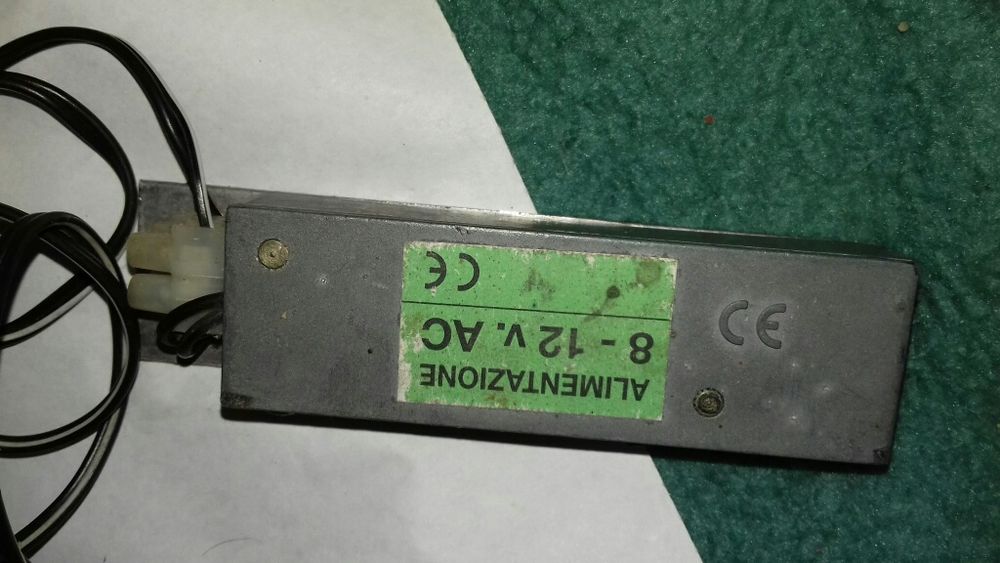 ALIMENTAZIONE
8 - 12 v. AC
CE
CE